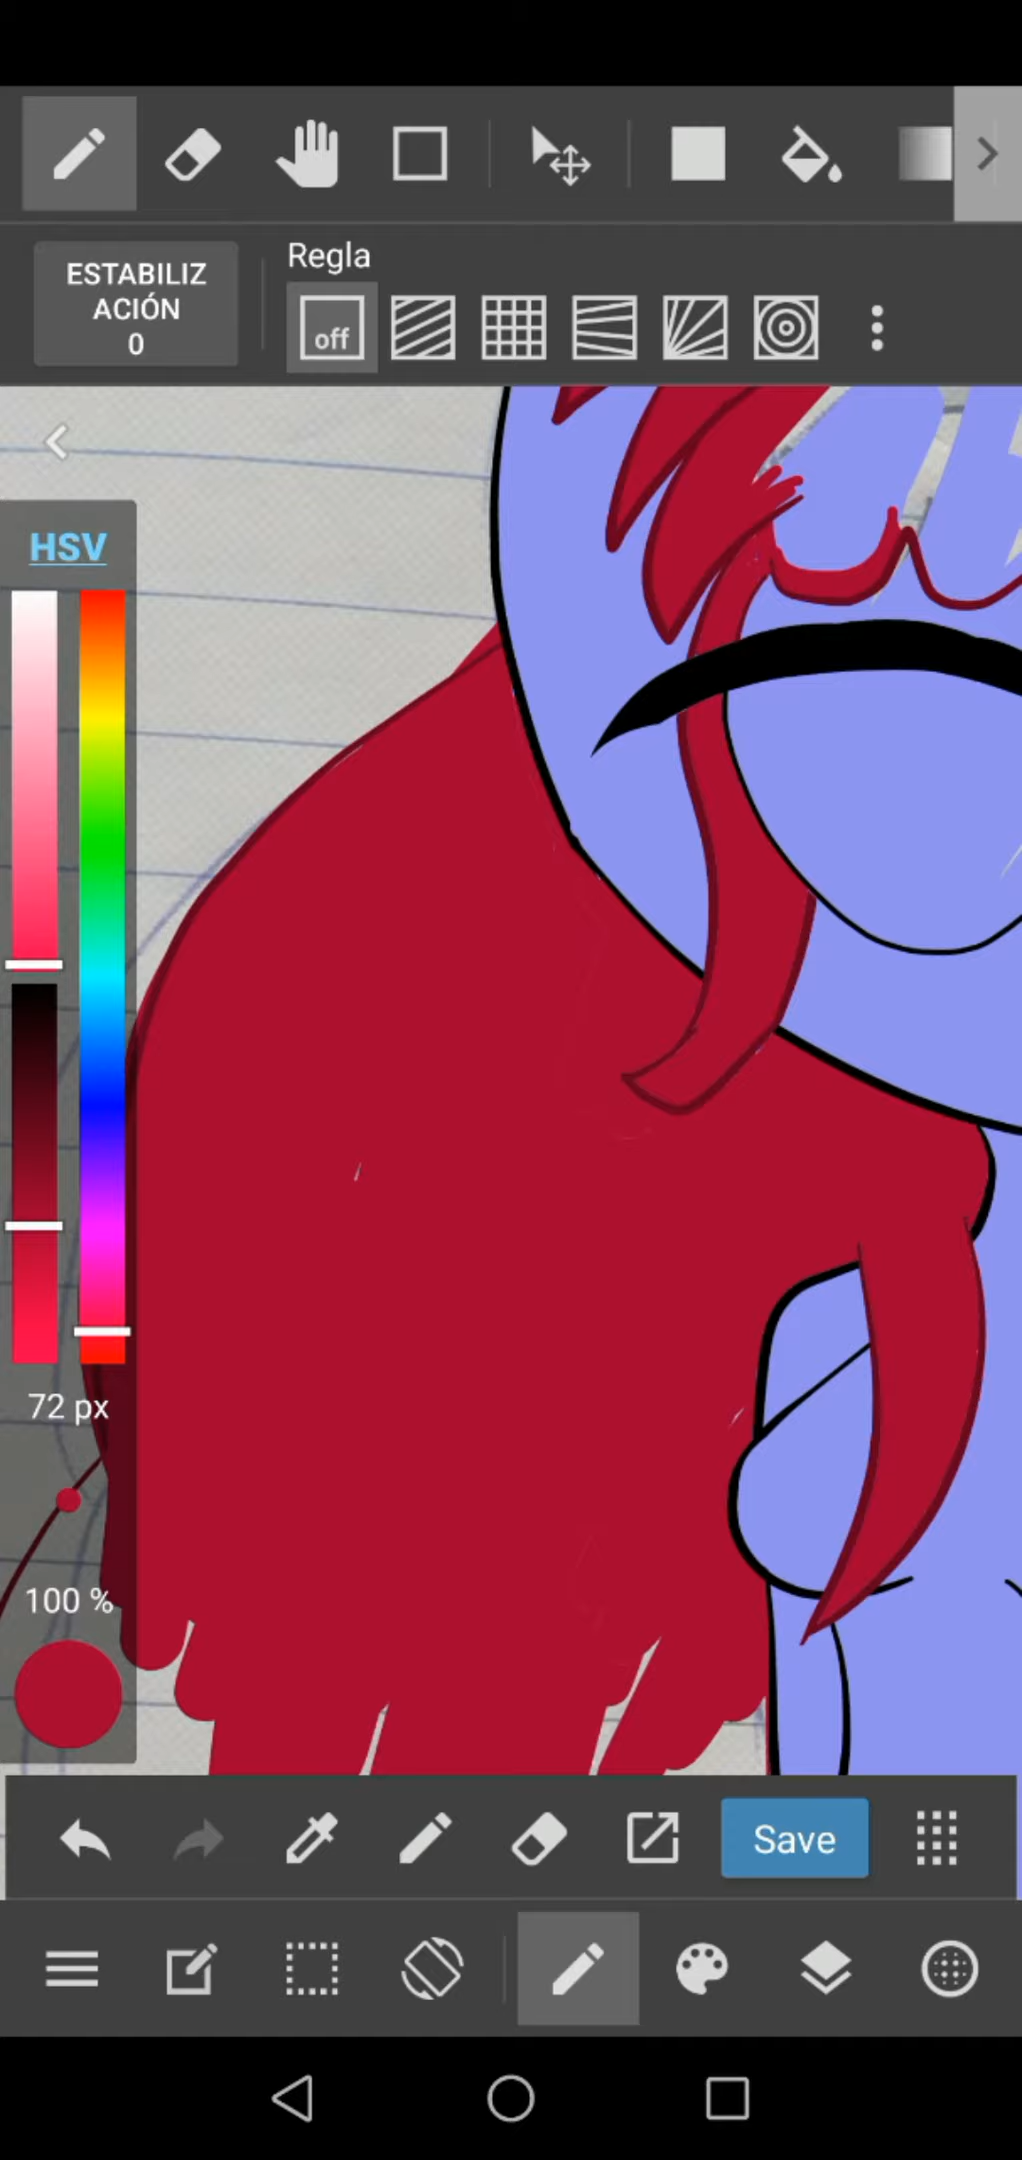 ESTABILIZ
ACIÓN
0
Regla
off
HSV
72 px
100 %
Save